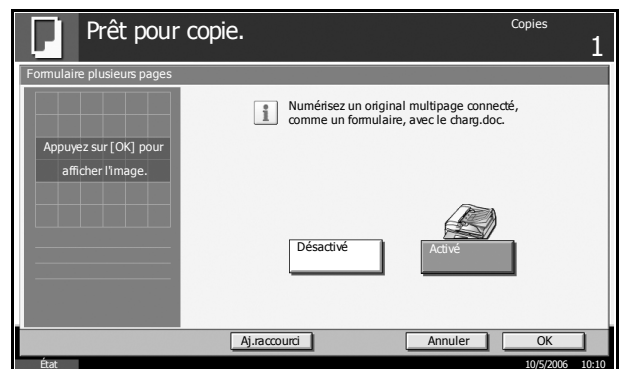 Prêt pour copie.
Copies
1
Formulaire plusieurs pages
Appuyez sur [OK] pour
afficher l'image.
Numérisez un original multipage connecté,
comme un formulaire, avec le charg.doc.
Désactivé
Activé
Aj.raccourci
Annuler
OK
État
10/5/2006 10:10